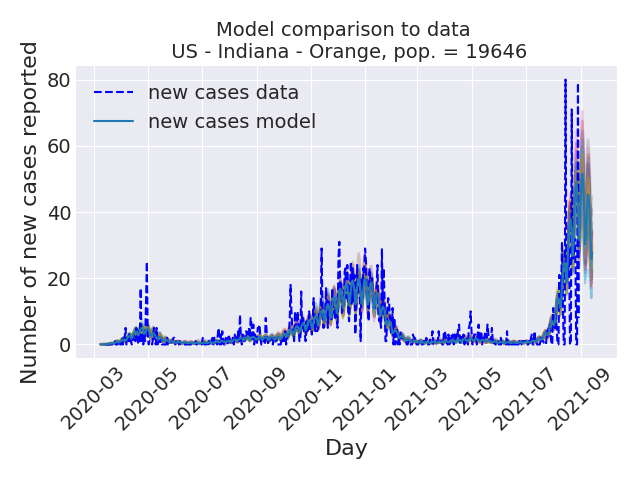 Model comparison to data
US - Indiana - Orange, pop. = 19646
Number of new cases reported
80
60
40
20
0
new cases data
new cases model
2020-03
2020-05
2020-07
2020-09
2020-11
2021-01
2021-03
2021-05
2021-07
2021-09
Day